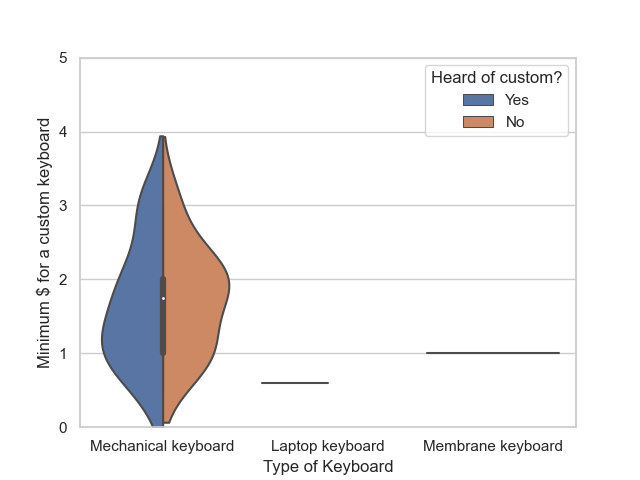 5
4
3
2
1
0
Minimum $ for a custom keyboard
Heard of custom?
Yes
No
Mechanical keyboard Laptop keyboard Membrane keyboard
Type of Keyboard